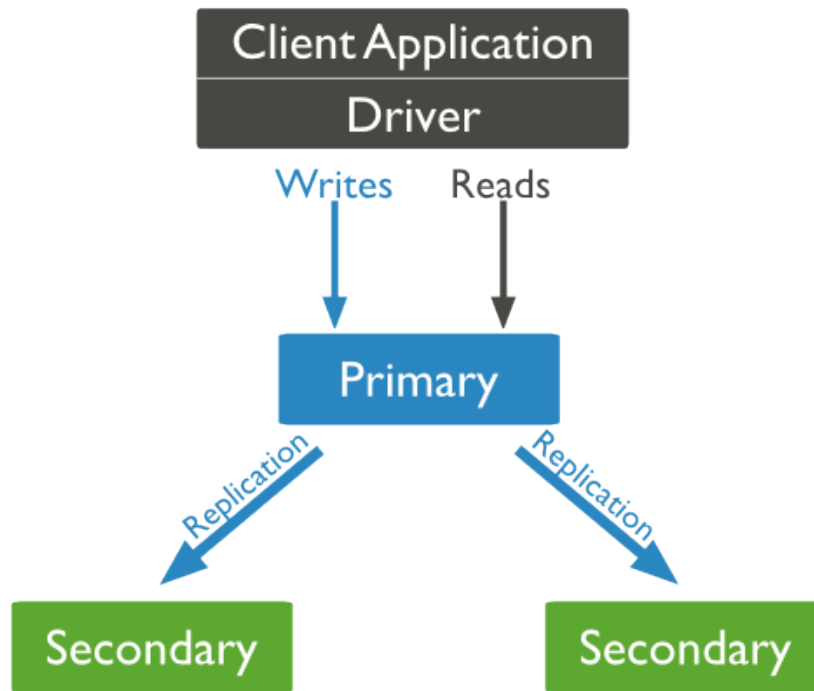 Client Application
Driver
Writes Reads
Primary
Replication Replication
Secondary Secondary